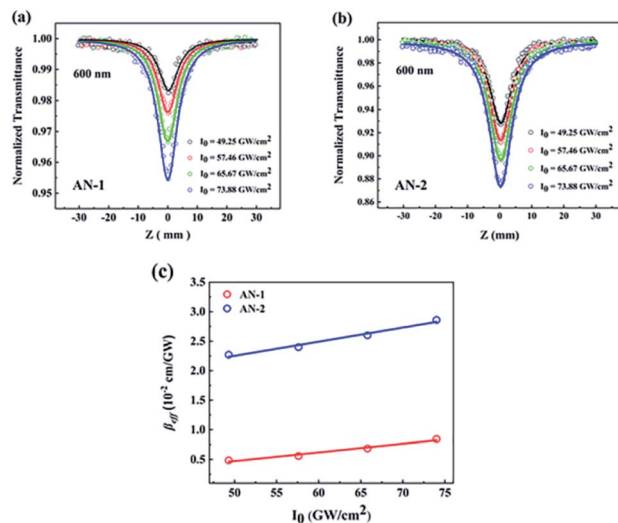 (a)
1.00
0.99
0.98
0.97
0.96
0.95
Normalized Transmittance
600 nm
I₀ = 49.25 GW/cm²
I₀ = 57.46 GW/cm²
I₀ = 65.67 GW/cm²
I₀ = 73.88 GW/cm²
AN-1
-40 -30 -20 -10 0 10 20 30
Z ( mm )
(b)
1.00
0.98
0.96
0.94
0.92
0.90
0.88
0.86
Normalized Transmittance
600 nm
I₀ = 49.25 GW/cm²
I₀ = 57.46 GW/cm²
I₀ = 65.67 GW/cm²
I₀ = 73.88 GW/cm²
AN-2
-30 -20 -10 0 10 20 30
Z (mm)
(c)
3.5
3.0
2.5
2.0
1.5
1.0
0.5
β_eff (10⁻² cm/GW)
AN-1
AN-2
50 55 60 65 70 75
I₀ (GW/cm²)